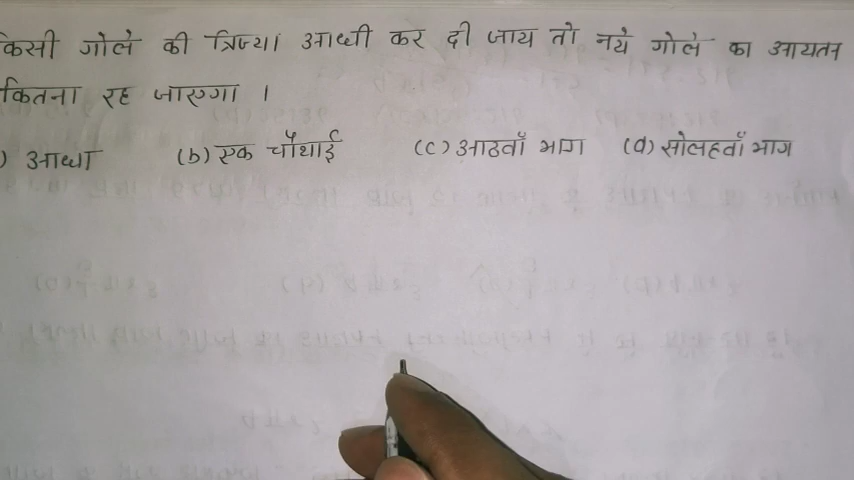 किसी गोले की त्रिज्या आधी कर दी जाय तो नये गोले का आयतन
कितना रह जाएगा ।
) आधा (b) एक चौथाई (c) आठवाँ भाग (d) सोलहवाँ भाग